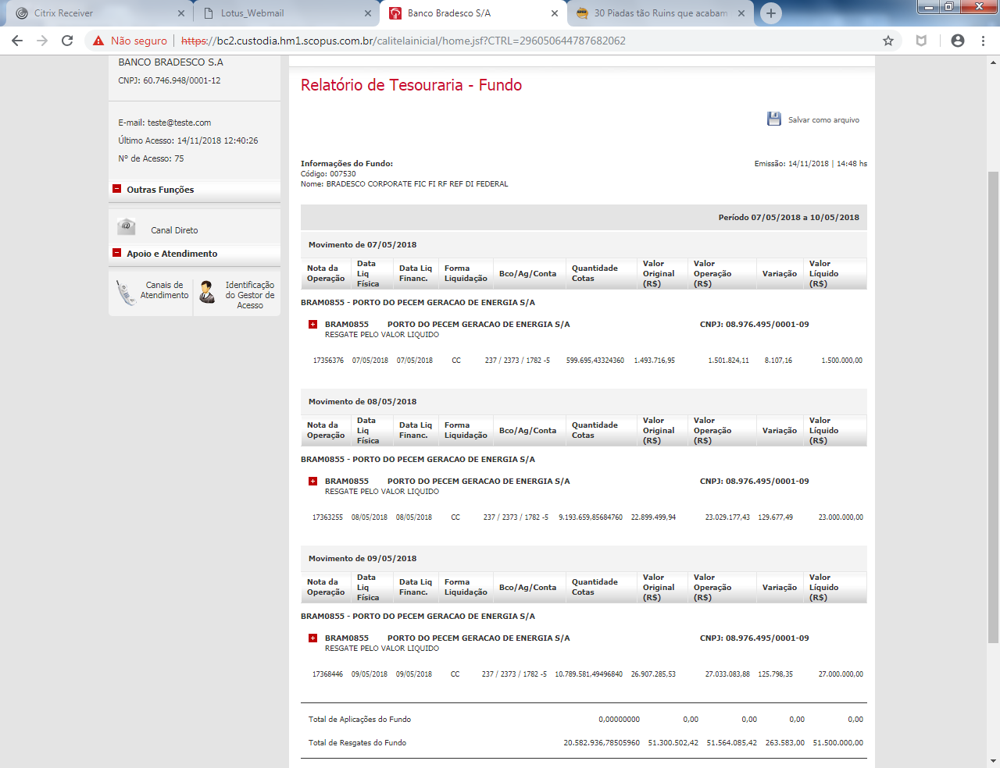 Citrix Receiver
Lotus_Webmail
Banco Bradesco S/A
30 Piadas tão Ruins que acabam
Não seguro | https://bc2.custodia.hm1.scopus.com.br/calitelainicial/home.jsf?CTRL=296050644787682062
BANCO BRADESCO S.A
CNPJ: 60.746.948/0001-12
E-mail: teste@teste.com
Último Acesso: 14/11/2018 12:40:26
Nº de Acesso: 75
Outras Funções
Canal Direto
Apoio e Atendimento
Canais de
Atendimento
Identificação
do Gestor de
Acesso
Relatório de Tesouraria - Fundo
Salvar como arquivo
Informações do Fundo:
Emissão: 14/11/2018 | 14:48 hs
Código: 007530
Nome: BRADESCO CORPORATE FIC FI RF REF DI FEDERAL
Período 07/05/2018 a 10/05/2018
Movimento de 07/05/2018
Nota da Operação Data Liq Física Data Liq Financ. Forma Liquidação Bco/Ag/Conta Quantidade Cotas Valor Original (R$) Valor Operação (R$) Variação Valor Líquido (R$)
BRAM0855 - PORTO DO PECEM GERACAO DE ENERGIA S/A
BRAM0855 PORTO DO PECEM GERACAO DE ENERGIA S/A CNPJ: 08.976.495/0001-09
RESGATE PELO VALOR LIQUIDO
17356376 07/05/2018 07/05/2018 CC 237 / 2373 / 1782 -5 599.695,43324360 1.493.716,95 1.501.824,11 8.107,16 1.500.000,00
Movimento de 08/05/2018
Nota da Operação Data Liq Física Data Liq Financ. Forma Liquidação Bco/Ag/Conta Quantidade Cotas Valor Original (R$) Valor Operação (R$) Variação Valor Líquido (R$)
BRAM0855 - PORTO DO PECEM GERACAO DE ENERGIA S/A
BRAM0855 PORTO DO PECEM GERACAO DE ENERGIA S/A CNPJ: 08.976.495/0001-09
RESGATE PELO VALOR LIQUIDO
17363255 08/05/2018 08/05/2018 CC 237 / 2373 / 1782 -5 9.193.659,85684760 22.899.499,94 23.029.177,43 129.677,49 23.000.000,00
Movimento de 09/05/2018
Nota da Operação Data Liq Física Data Liq Financ. Forma Liquidação Bco/Ag/Conta Quantidade Cotas Valor Original (R$) Valor Operação (R$) Variação Valor Líquido (R$)
BRAM0855 - PORTO DO PECEM GERACAO DE ENERGIA S/A
BRAM0855 PORTO DO PECEM GERACAO DE ENERGIA S/A CNPJ: 08.976.495/0001-09
RESGATE PELO VALOR LIQUIDO
17368446 09/05/2018 09/05/2018 CC 237 / 2373 / 1782 -5 10.789.581,49496840 26.907.285,53 27.033.083,88 125.798,35 27.000.000,00
Total de Aplicações do Fundo 0,00000000 0,00 0,00 0,00 0,00
Total de Resgates do Fundo 20.582.936,78505960 51.300.502,42 51.564.085,42 263.583,00 51.500.000,00